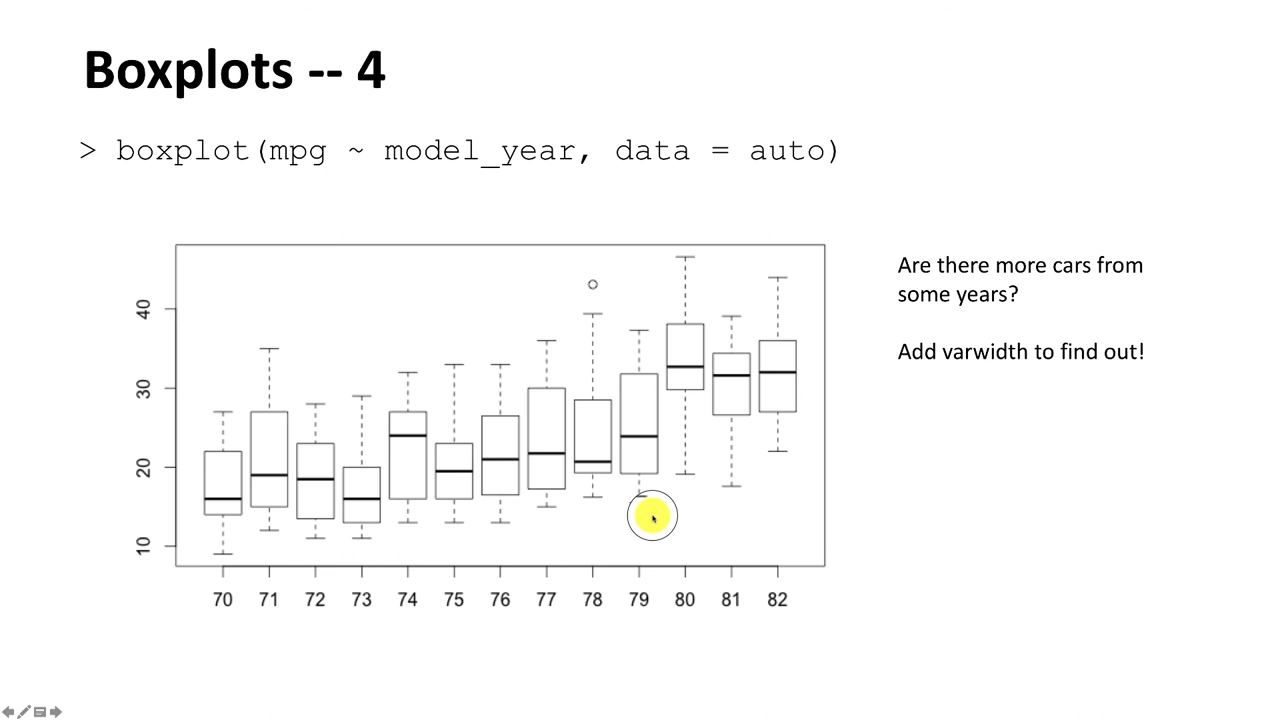 Boxplots -- 4
> boxplot(mpg ~ model_year, data = auto)
Are there more cars from
some years?
Add varwidth to find out!
40
30
20
10
70 71 72 73 74 75 76 77 78 79 80 81 82